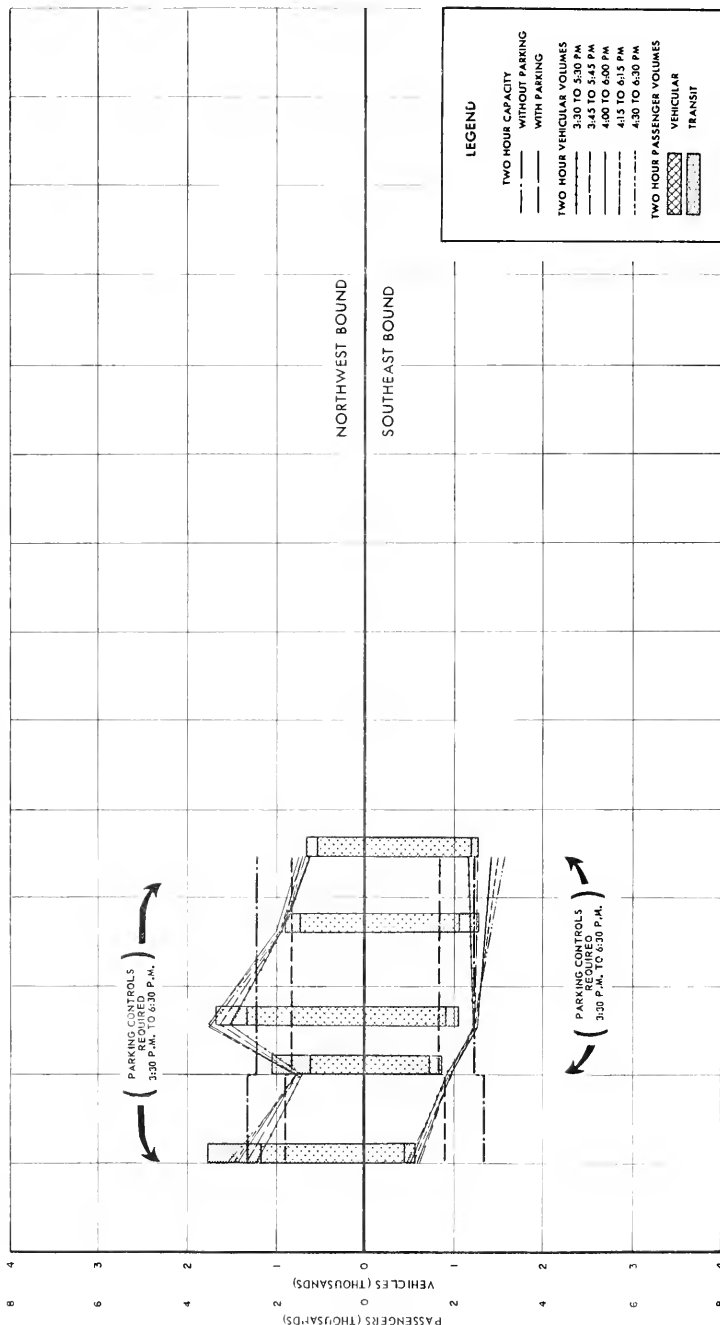 LEGEND
TWO HOUR CAPACITY
WITHOUT PARKING
WITH PARKING
TWO HOUR VEHICULAR VOLUMES
3:30 TO 5:30 PM
3:45 TO 5:45 PM
4:00 TO 6:00 PM
4:15 TO 6:15 PM
4:30 TO 6:30 PM
TWO HOUR PASSENGER VOLUMES
VEHICULAR
TRANSIT
NORTHWEST BOUND
SOUTHEAST BOUND
( PARKING CONTROLS
REQUIRED
3:30 P.M. TO 6:30 P.M. )
( PARKING CONTROLS
REQUIRED
3:30 P.M. TO 6:30 P.M. )
4 3 2 1 0 1 2 3 4
VEHICLES (THOUSANDS)
8 6 4 2 0 2 4 6 8
PASSENGERS (THOUSANDS)